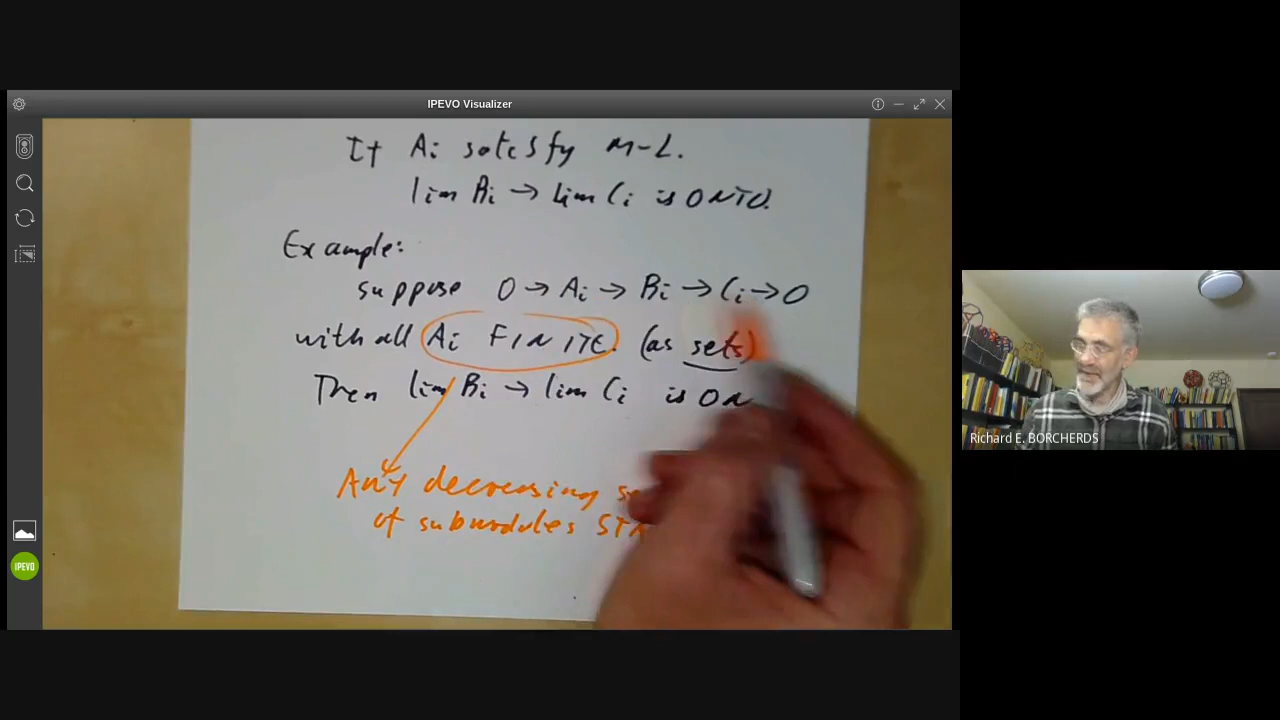 IPEVO Visualizer
If Ai satisfy M-L.
lim Bi → lim Ci is ONTO.
Example:
suppose 0 → Ai → Bi → Ci → 0
with all Ai FINITE. (as sets)
Then lim Bi → lim Ci is
Any decreasing
of submodules
IPEVO
Richard E. BORCHERDS